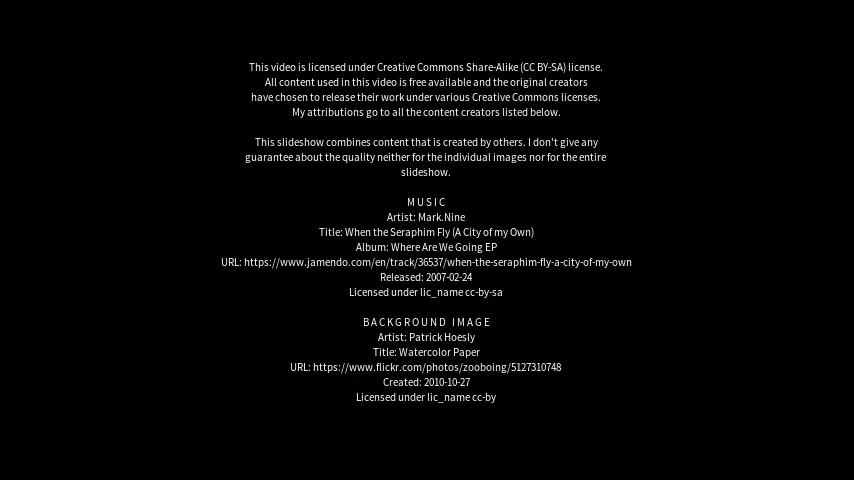 This video is licensed under Creative Commons Share-Alike (CC BY-SA) license.
All content used in this video is free available and the original creators
have chosen to release their work under various Creative Commons licenses.
My attributions go to all the content creators listed below.
This slideshow combines content that is created by others. I don't give any
guarantee about the quality neither for the individual images nor for the entire
slideshow.
MUSIC
Artist: Mark.Nine
Title: When the Seraphim Fly (A City of my Own)
Album: Where Are We Going EP
URL: https://www.jamendo.com/en/track/36537/when-the-seraphim-fly-a-city-of-my-own
Released: 2007-02-24
Licensed under lic_name cc-by-sa
BACKGROUND IMAGE
Artist: Patrick Hoesly
Title: Watercolor Paper
URL: https://www.flickr.com/photos/zooboing/5127310748
Created: 2010-10-27
Licensed under lic_name cc-by